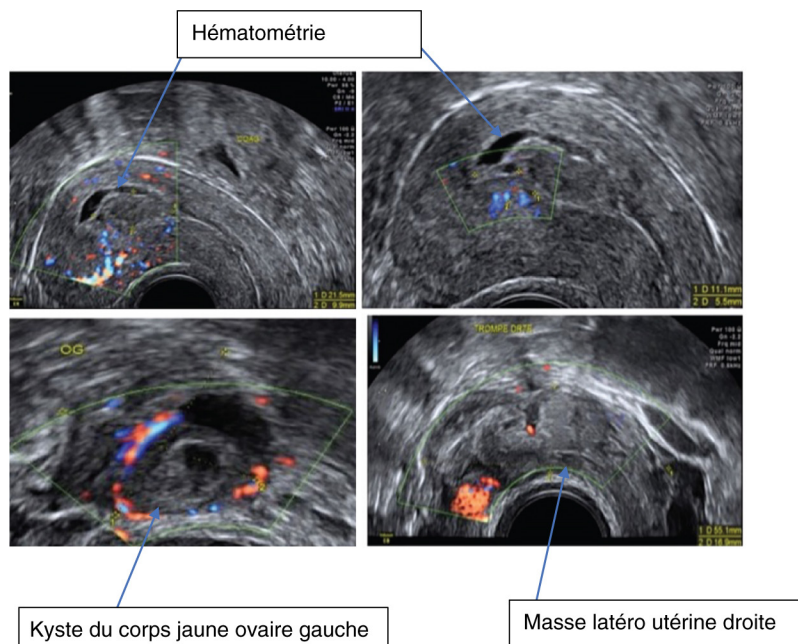 Hématométrie
1 D 21.5mm
2 D 9.9mm
1 D 11.1mm
2 D 5.5mm
OG
TROMPE DRTE
1 D 55.1mm
2 D 16.9mm
Kyste du corps jaune ovaire gauche
Masse latéro utérine droite